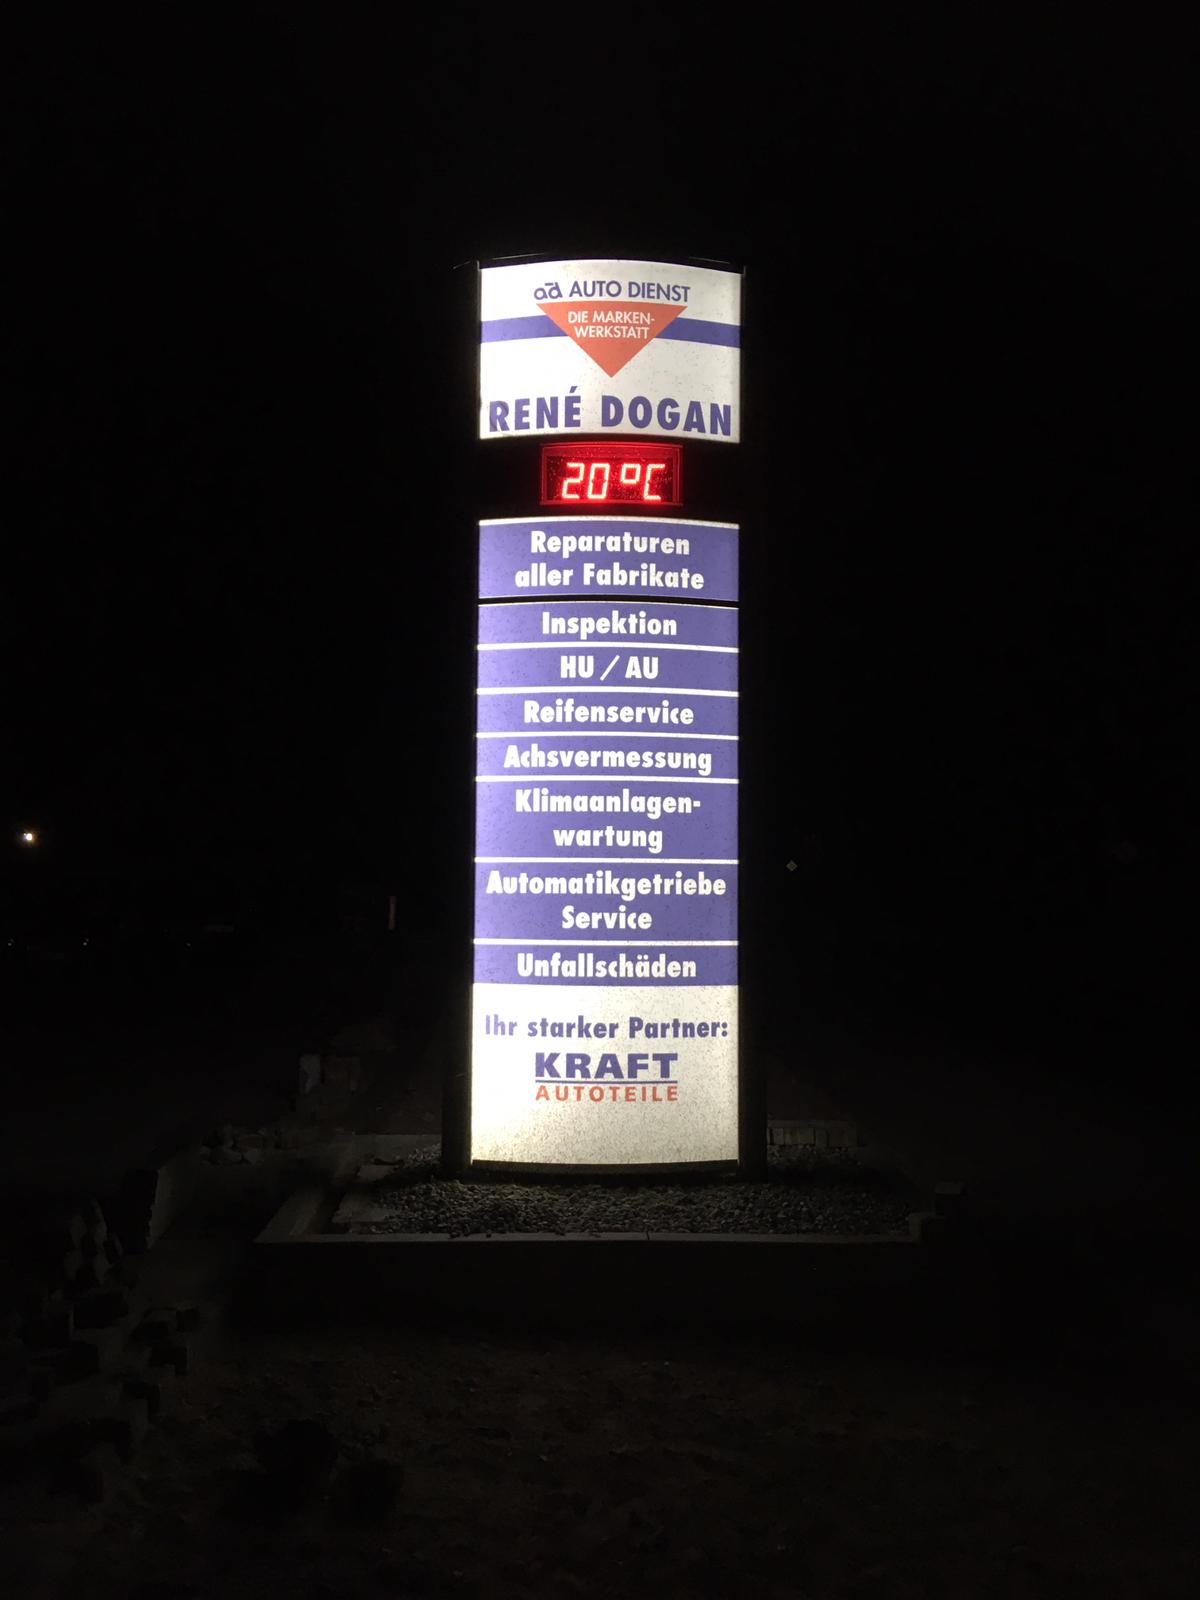 ad AUTO DIENST
DIE MARKEN-
WERKSTATT
RENÉ DOGAN
20°C
Reparaturen
aller Fabrikate
Inspektion
HU / AU
Reifenservice
Achsvermessung
Klimaanlagen-
wartung
Automatikgetriebe
Service
Unfallschäden
Ihr starker Partner:
KRAFT
AUTOTEILE